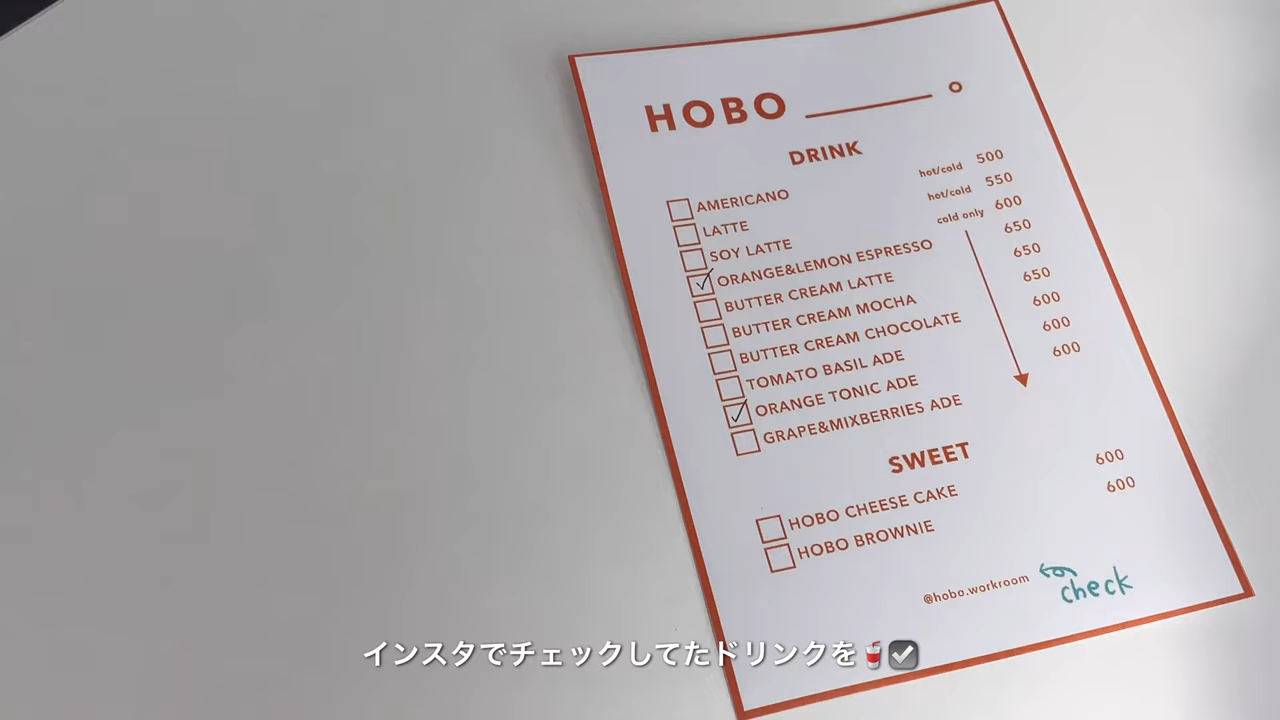 HOBO _______ o
DRINK
AMERICANO hot/cold 500
LATTE hot/cold 550
SOY LATTE cold only 600
ORANGE&LEMON ESPRESSO 650
BUTTER CREAM LATTE 650
BUTTER CREAM MOCHA 650
BUTTER CREAM CHOCOLATE 600
TOMATO BASIL ADE 600
ORANGE TONIC ADE 600
GRAPE&MIXBERRIES ADE
SWEET
HOBO CHEESE CAKE 600
HOBO BROWNIE 600
@hobo.workroom check
インスタでチェックしてたドリンクを🥤☑️